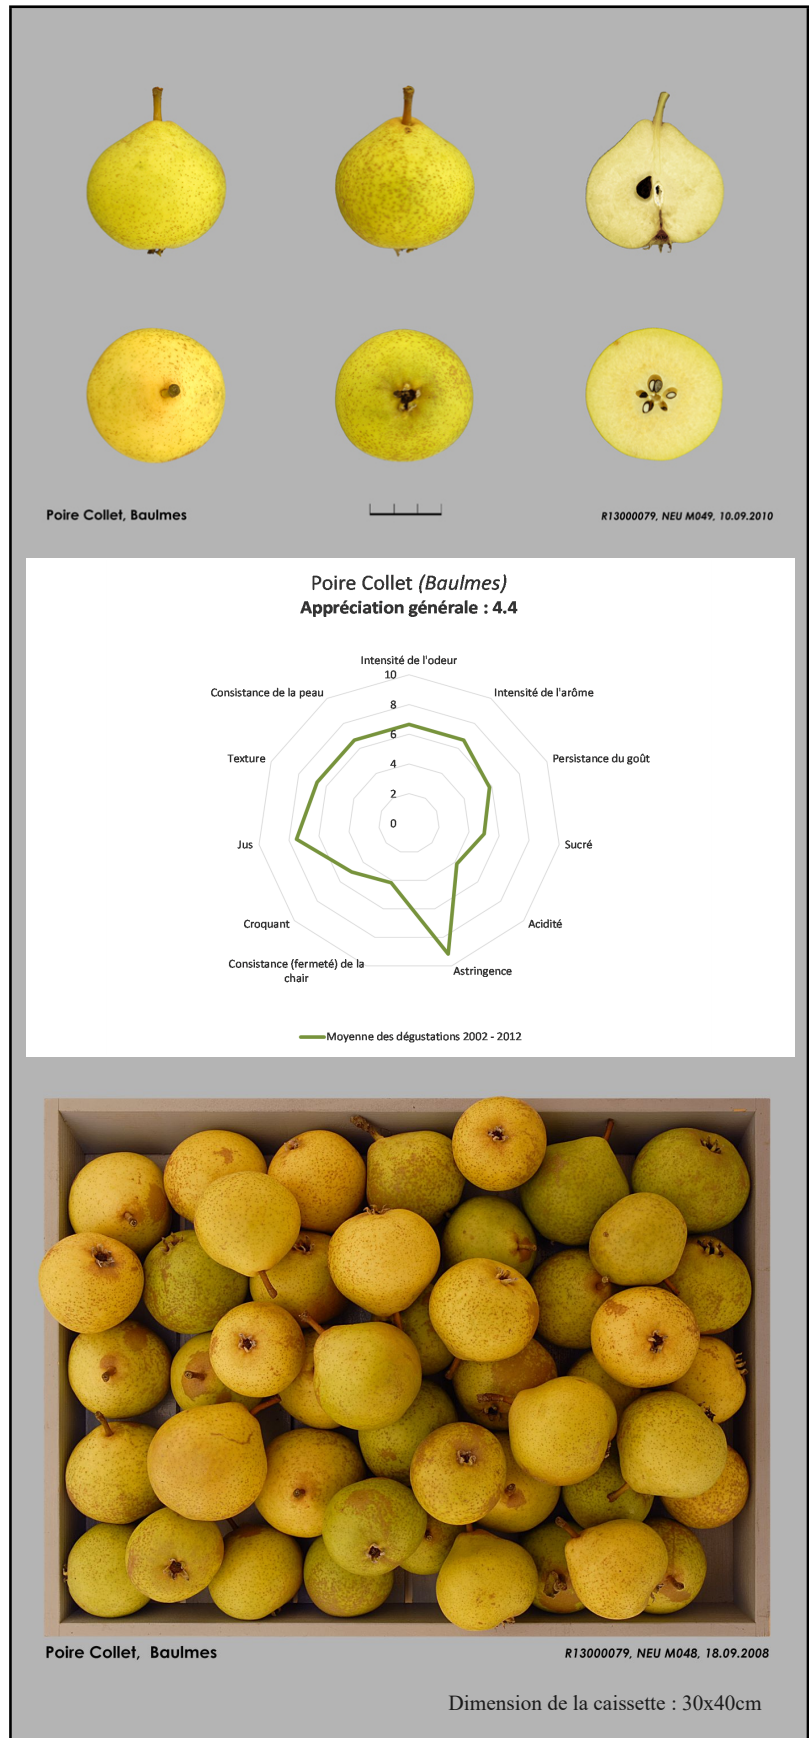 Poire Collet, Baulmes
R13000079, NEU M049, 10.09.2010
Poire Collet (Baulmes)
Appréciation générale : 4.4
Intensité de l'odeur
10
Consistance de la peau
Intensité de l'arôme
8
6
Texture
Persistance du goût
4
2
0
Jus
Sucré
Croquant
Acidité
Consistance (fermeté) de la
chair
Astringence
Moyenne des dégustations 2002 - 2012
Poire Collet, Baulmes
R13000079, NEU M048, 18.09.2008
Dimension de la caissette : 30x40cm